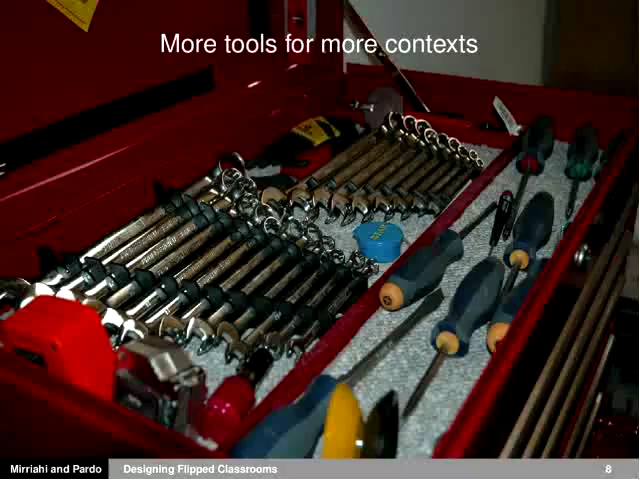 More tools for more contexts
Mirriahi and Pardo
Designing Flipped Classrooms
8